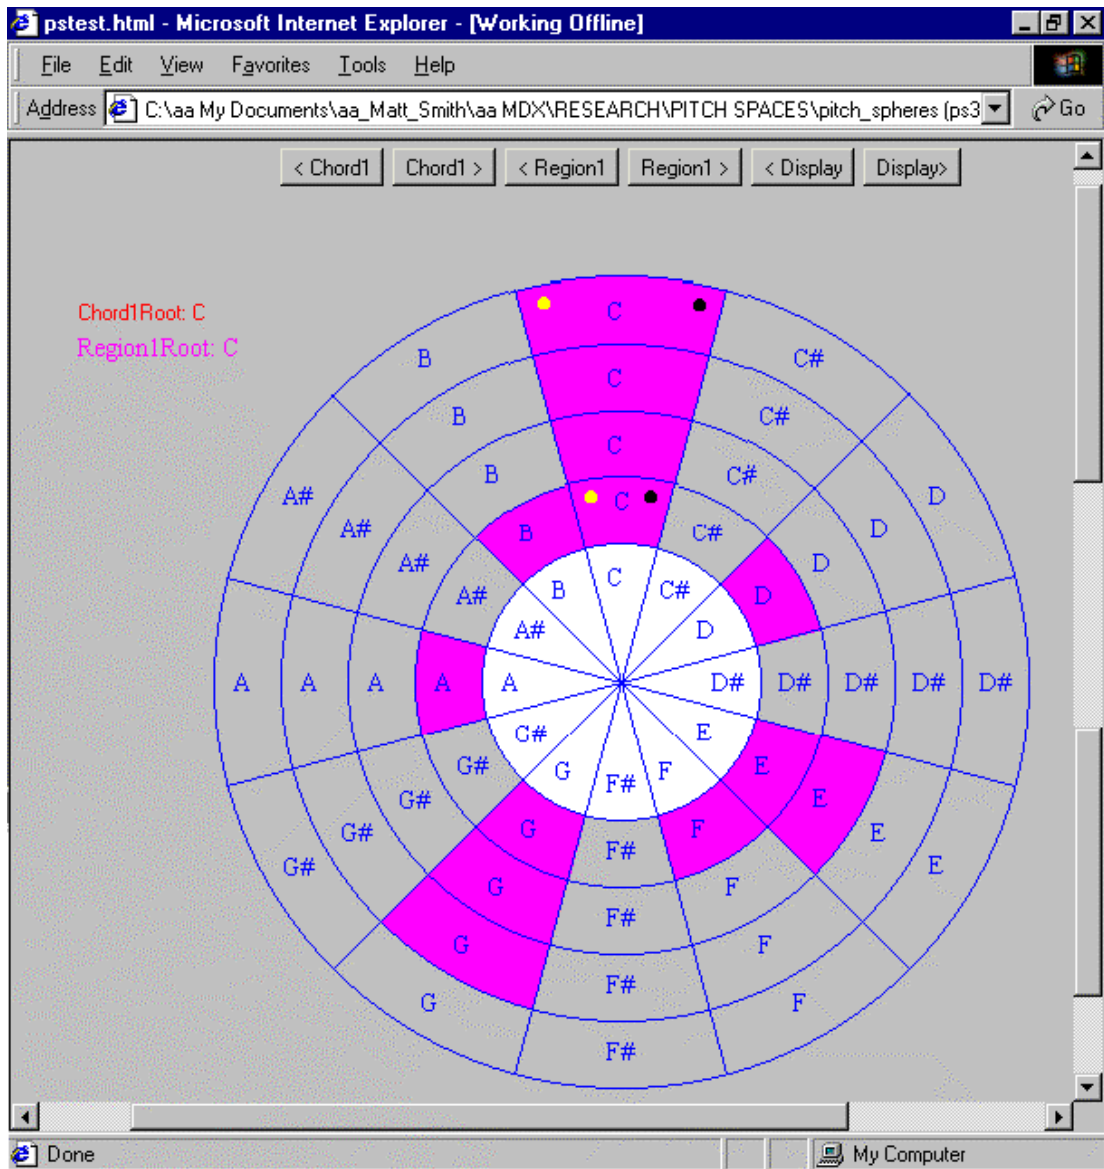 pstest.html - Microsoft Internet Explorer - [Working Offline]
File Edit View Favorites Tools Help
Address C:\aa My Documents\aa_Matt_Smith\aa MDX\RESEARCH\PITCH SPACES\pitch_spheres (ps3 Go
< Chord1 Chord1 > < Region1 Region1 > < Display Display>
Chord1Root: C
Region1Root: C
C
B C#
C
B C#
C
B C#
A# D
C
A# B C# D
A# D
A# D
C
B C#
A# D
A A A A A D# D# D# D# D#
G# E
G F
F#
G# E
G# G F E
G# F# E
G# G F E
F#
G F
F#
G F
F#
Done My Computer